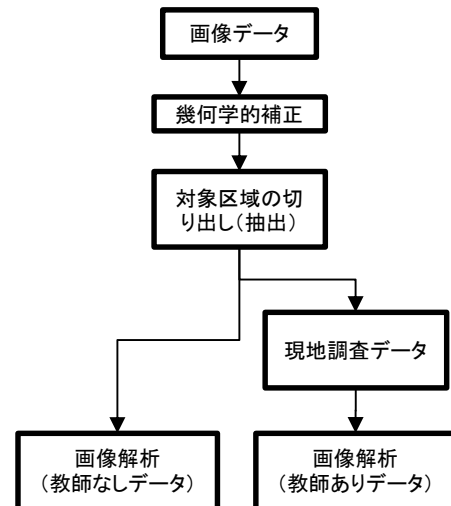 画像データ
幾何学的補正
対象区域の切
り出し（抽出）
現地調査データ
画像解析
（教師なしデータ）
画像解析
（教師ありデータ）